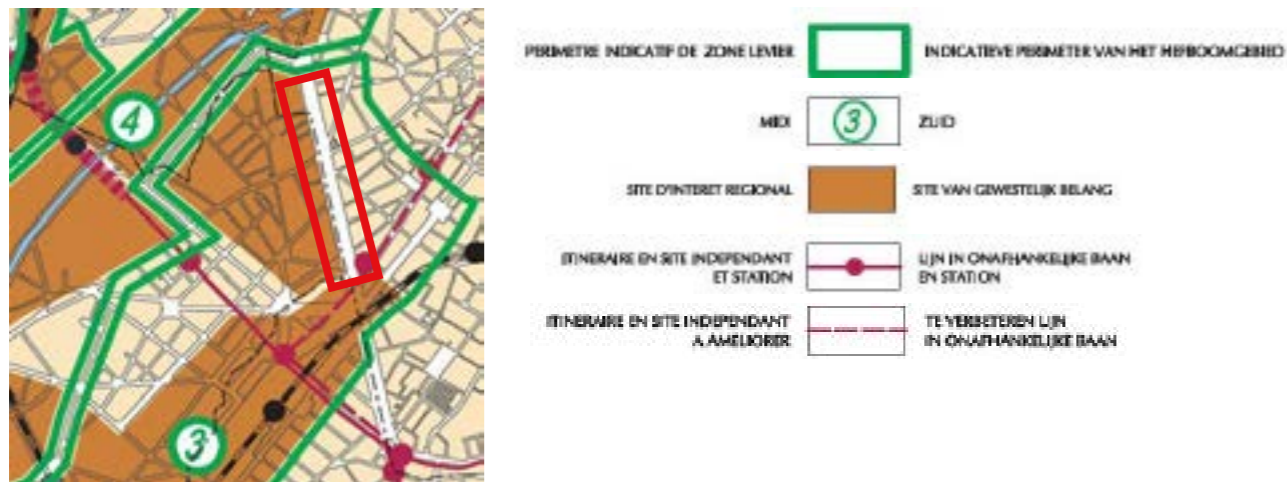 4
3
PERIMETRE INDICATIF DE ZONE LEVIER
INDICATIEVE PERIMETER VAN HET HEFBOOMGEBIED
MIDI
3
ZUID
SITE D'INTERET REGIONAL
SITE VAN GEWESTELIJK BELANG
ITINERAIRE EN SITE INDEPENDANT
ET STATION
LIJN IN ONAFHANKELIJKE BAAN
EN STATION
ITINERAIRE EN SITE INDEPENDANT
A AMELIORER
TE VERBETEREN LIJN
IN ONAFHANKELIJKE BAAN